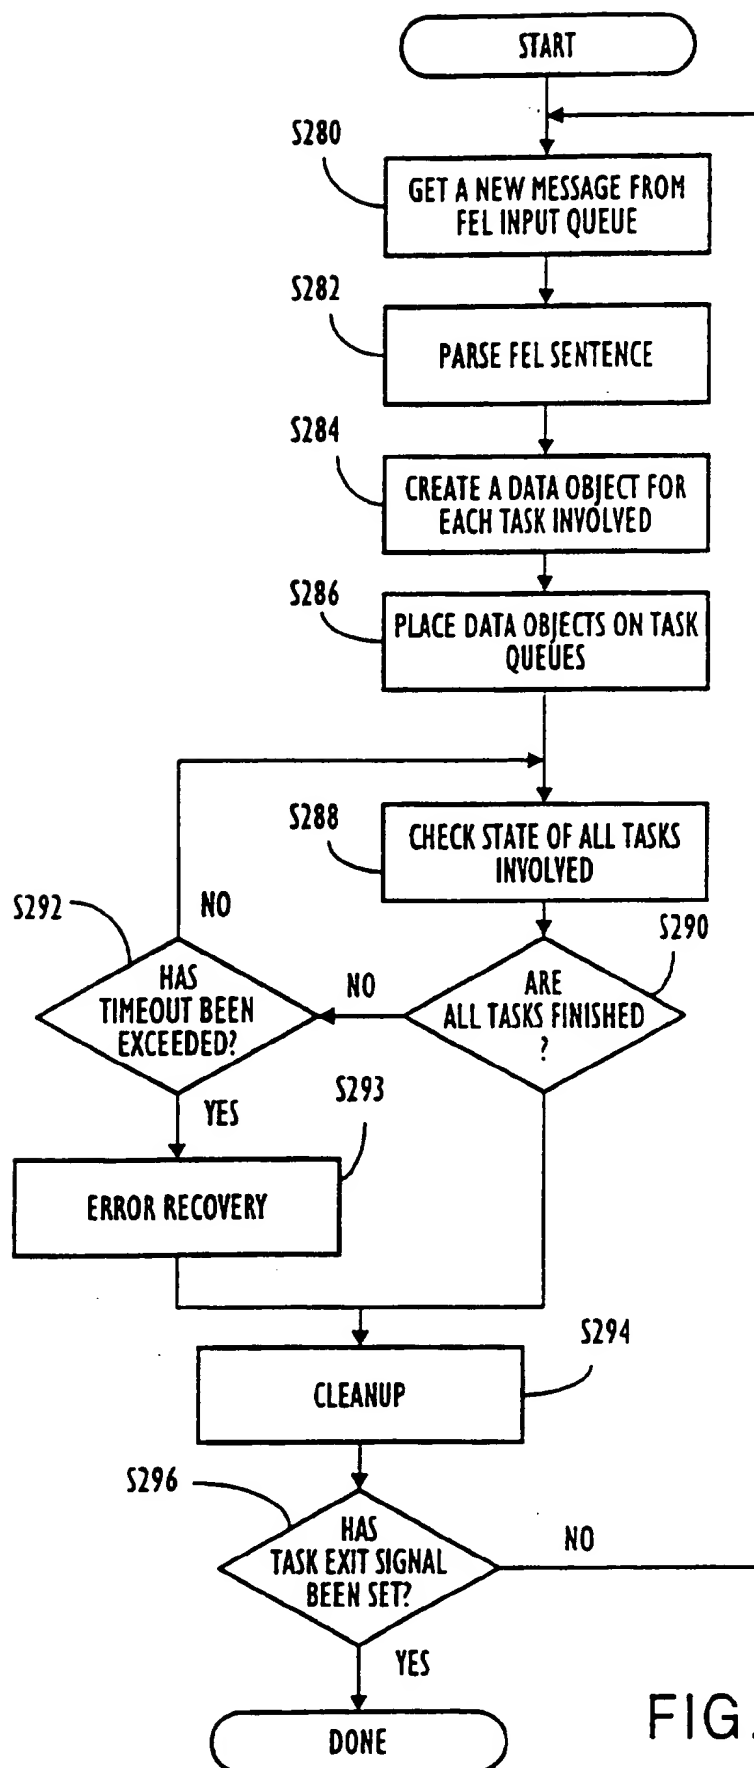 START
S280
GET A NEW MESSAGE FROM
FEL INPUT QUEUE
S282
PARSE FEL SENTENCE
S284
CREATE A DATA OBJECT FOR
EACH TASK INVOLVED
S286
PLACE DATA OBJECTS ON TASK
QUEUES
S288
CHECK STATE OF ALL TASKS
INVOLVED
S292
NO
S290
HAS
TIMEOUT BEEN
EXCEEDED?
NO
ARE
ALL TASKS FINISHED
?
YES
S293
ERROR RECOVERY
S294
CLEANUP
S296
HAS
TASK EXIT SIGNAL
BEEN SET?
NO
YES
DONE
FIG.